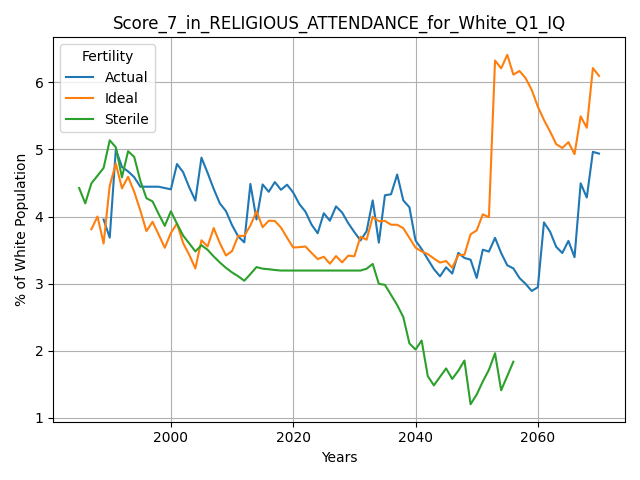 Score_7_in_RELIGIOUS_ATTENDANCE_for_White_Q1_IQ
Fertility
Actual
Ideal
Sterile
% of White Population
6
5
4
3
2
1
2000 2020 2040 2060
Years